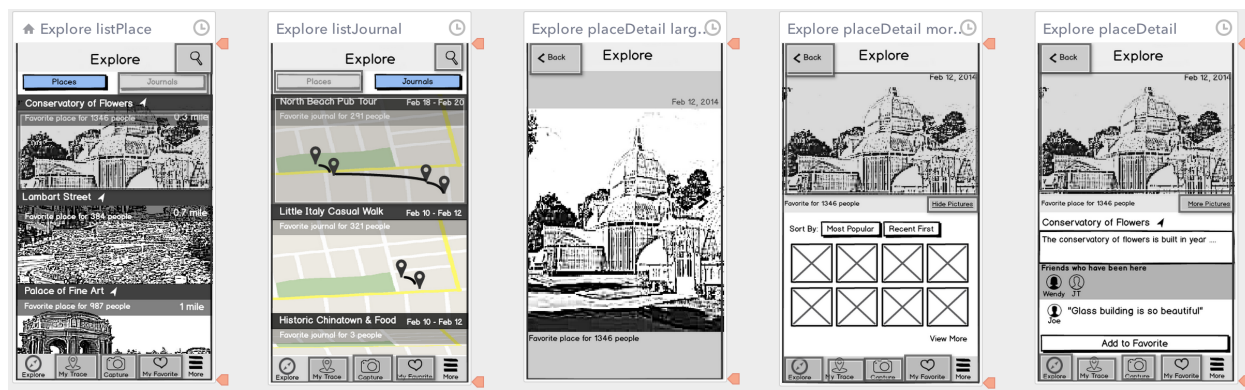 Explore listPlace
Explore
Places Journals
Conservatory of Flowers
Favorite place for 1346 people 0.3 mile
Lambart Street
Favorite place for 384 people 0.7 mile
Palace of Fine Art
Favorite place for 987 people 1 mile
Explore My Trace Capture My Favorite More
Explore listJournal
Explore
Places Journals
North Beach Pub Tour Feb 18 - Feb 20
Favorite journal for 291 people
Little Italy Casual Walk Feb 10 - Feb 12
Favorite journal for 321 people
Historic Chinatown & Food Feb 10 - Feb 12
Favorite journal for 3 people
Explore My Trace Capture My Favorite More
Explore placeDetail larg..
Back Explore
Feb 12, 2014
Favorite place for 1346 people
Explore placeDetail mor..
Back Explore
Feb 12, 2014
Favorite place for 1346 people Hide Pictures
Sort By: Most Popular Recent First
View More
Explore My Trace Capture My Favorite More
Explore placeDetail
Back Explore
Feb 12, 2014
Favorite place for 1346 people More Pictures
Conservatory of Flowers
The conservatory of flowers is built in year ....
Friends who have been here
Wendy JT
Joe "Glass building is so beautiful"
Add to Favorite
Explore My Trace Capture My Favorite More